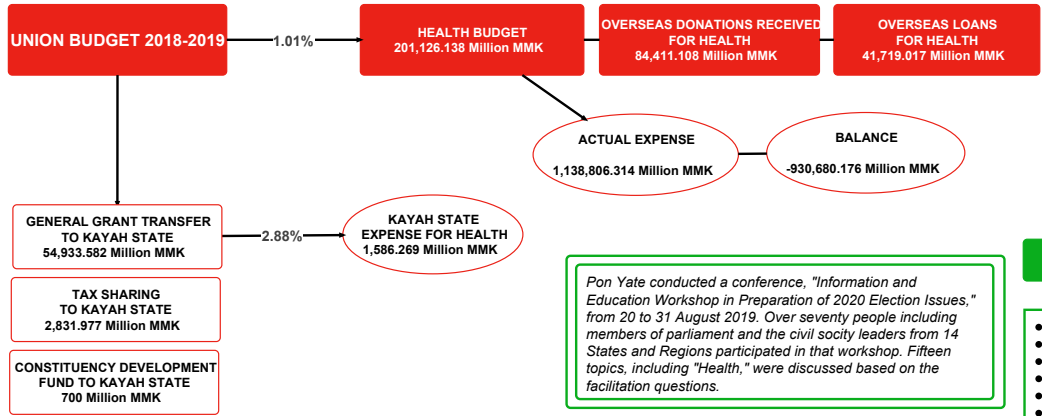 UNION BUDGET 2018-2019
1.01%
HEALTH BUDGET
201,126.138 Million MMK
OVERSEAS DONATIONS RECEIVED
FOR HEALTH
84,411.108 Million MMK
OVERSEAS LOANS
FOR HEALTH
41,719.017 Million MMK
ACTUAL EXPENSE
1,138,806.314 Million MMK
BALANCE
-930,680.176 Million MMK
GENERAL GRANT TRANSFER
TO KAYAH STATE
54,933.582 Million MMK
2.88%
KAYAH STATE
EXPENSE FOR HEALTH
1,586.269 Million MMK
TAX SHARING
TO KAYAH STATE
2,831.977 Million MMK
CONSTITUENCY DEVELOPMENT
FUND TO KAYAH STATE
700 Million MMK
Pon Yate conducted a conference, "Information and
Education Workshop in Preparation of 2020 Election Issues,"
from 20 to 31 August 2019. Over seventy people including
members of parliament and the civil socity leaders from 14
States and Regions participated in that workshop. Fifteen
topics, including "Health," were discussed based on the
facilitation questions.